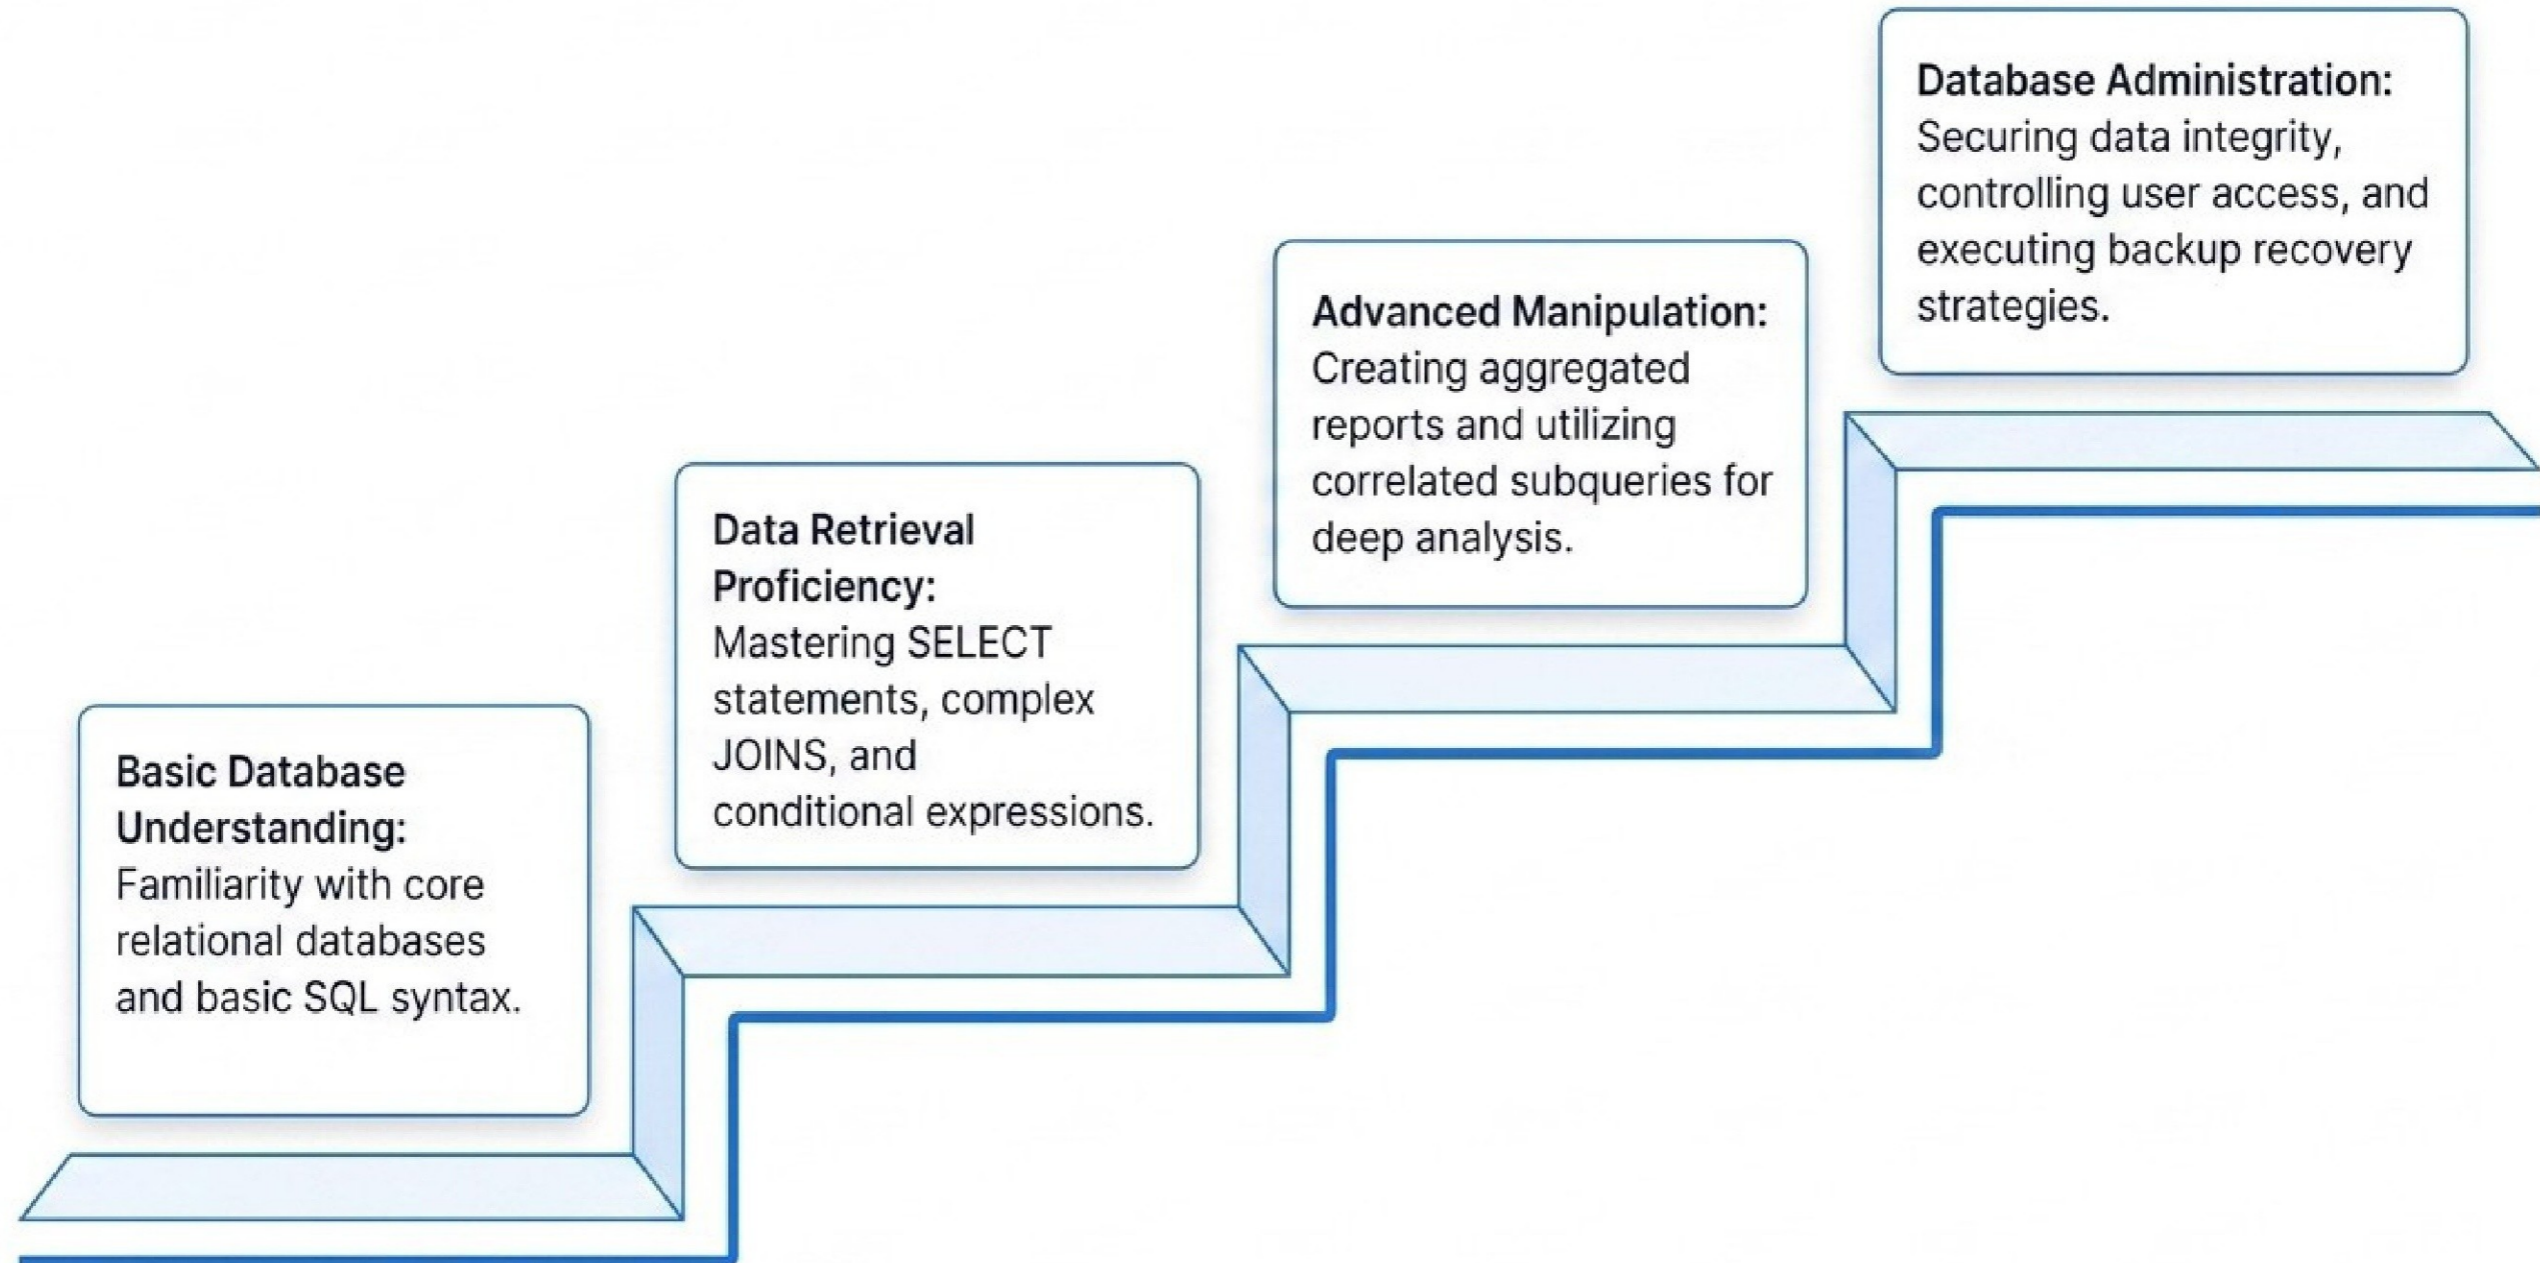 Basic Database
Understanding:
Familiarity with core
relational databases
and basic SQL syntax.
Data Retrieval
Proficiency:
Mastering SELECT
statements, complex
JOINS, and
conditional expressions.
Advanced Manipulation:
Creating aggregated
reports and utilizing
correlated subqueries for
deep analysis.
Database Administration:
Securing data integrity,
controlling user access, and
executing backup recovery
strategies.